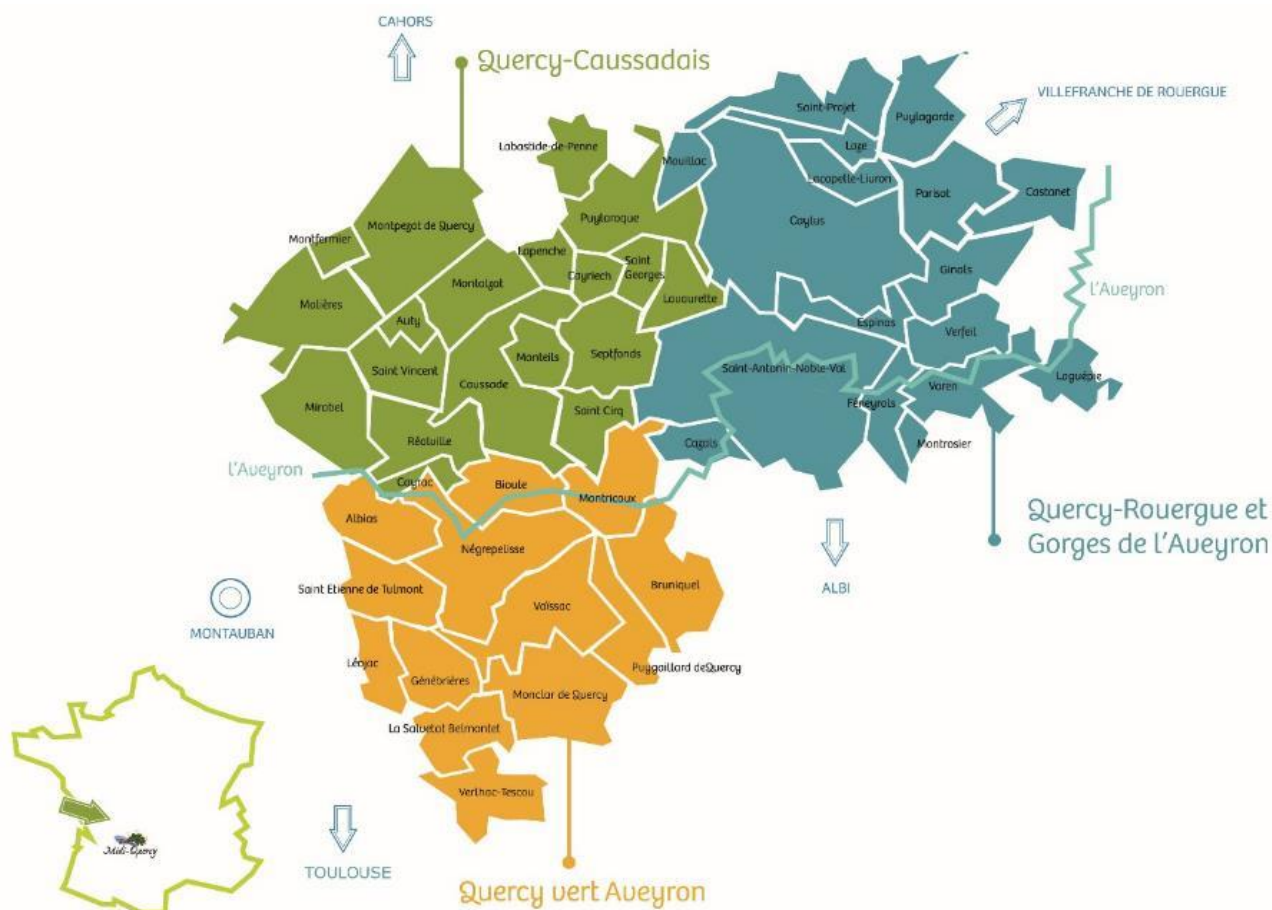 CAHORS
Quercy-Caussadais
VILLEFRANCHE DE ROUERGUE
Saint-Projet
Puylagarde
Labastide-de-Penne
Mouillac
Loze
Lacapelle-Livron
Parisot
Castanet
Montpezat de Quercy
Puylaroque
Caylus
Montfermier
Lapenche
Cayriech
Saint
Georges
Ginals
Molières
Montalzat
Lavaurette
l'Aveyron
Auty
Espinas
Verfeil
Monteils
Septfonds
Saint Vincent
Saint-Antonin-Noble-Val
Caussade
Varen
Laguépie
Mirabel
Saint Cirq
Féneyrols
Réalville
Cazals
Montrosier
l'Aveyron
Cayrac
Bioule
Montricoux
Albias
Quercy-Rouergue et
Gorges de l'Aveyron
Nègrepelisse
Saint Etienne de Tulmont
Bruniquel
ALBI
Vaïssac
MONTAUBAN
Léojac
Génébrières
Puygaillard deQuercy
Monclar de Quercy
La Salvetat Belmontet
Verlhac-Tescou
Midi-Quercy
TOULOUSE
Quercy vert Aveyron